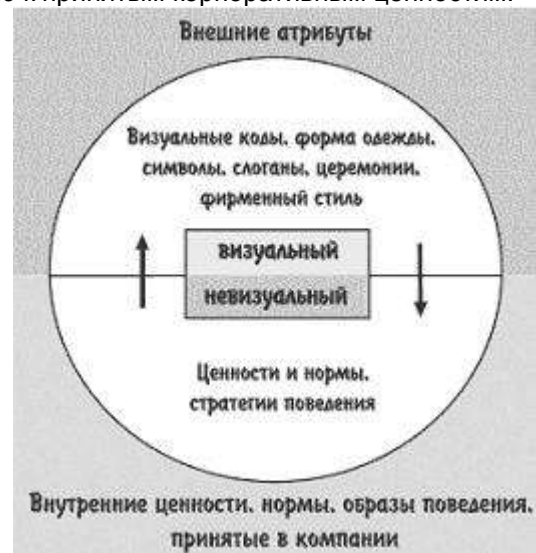 Внешние атрибуты
Визуальные коды, форма одежды,
символы, слоганы, церемонии,
фирменный стиль
визуальный
невизуальный
Ценности и нормы,
стратегии поведения
Внутренние ценности, нормы, образы поведения,
принятые в компании